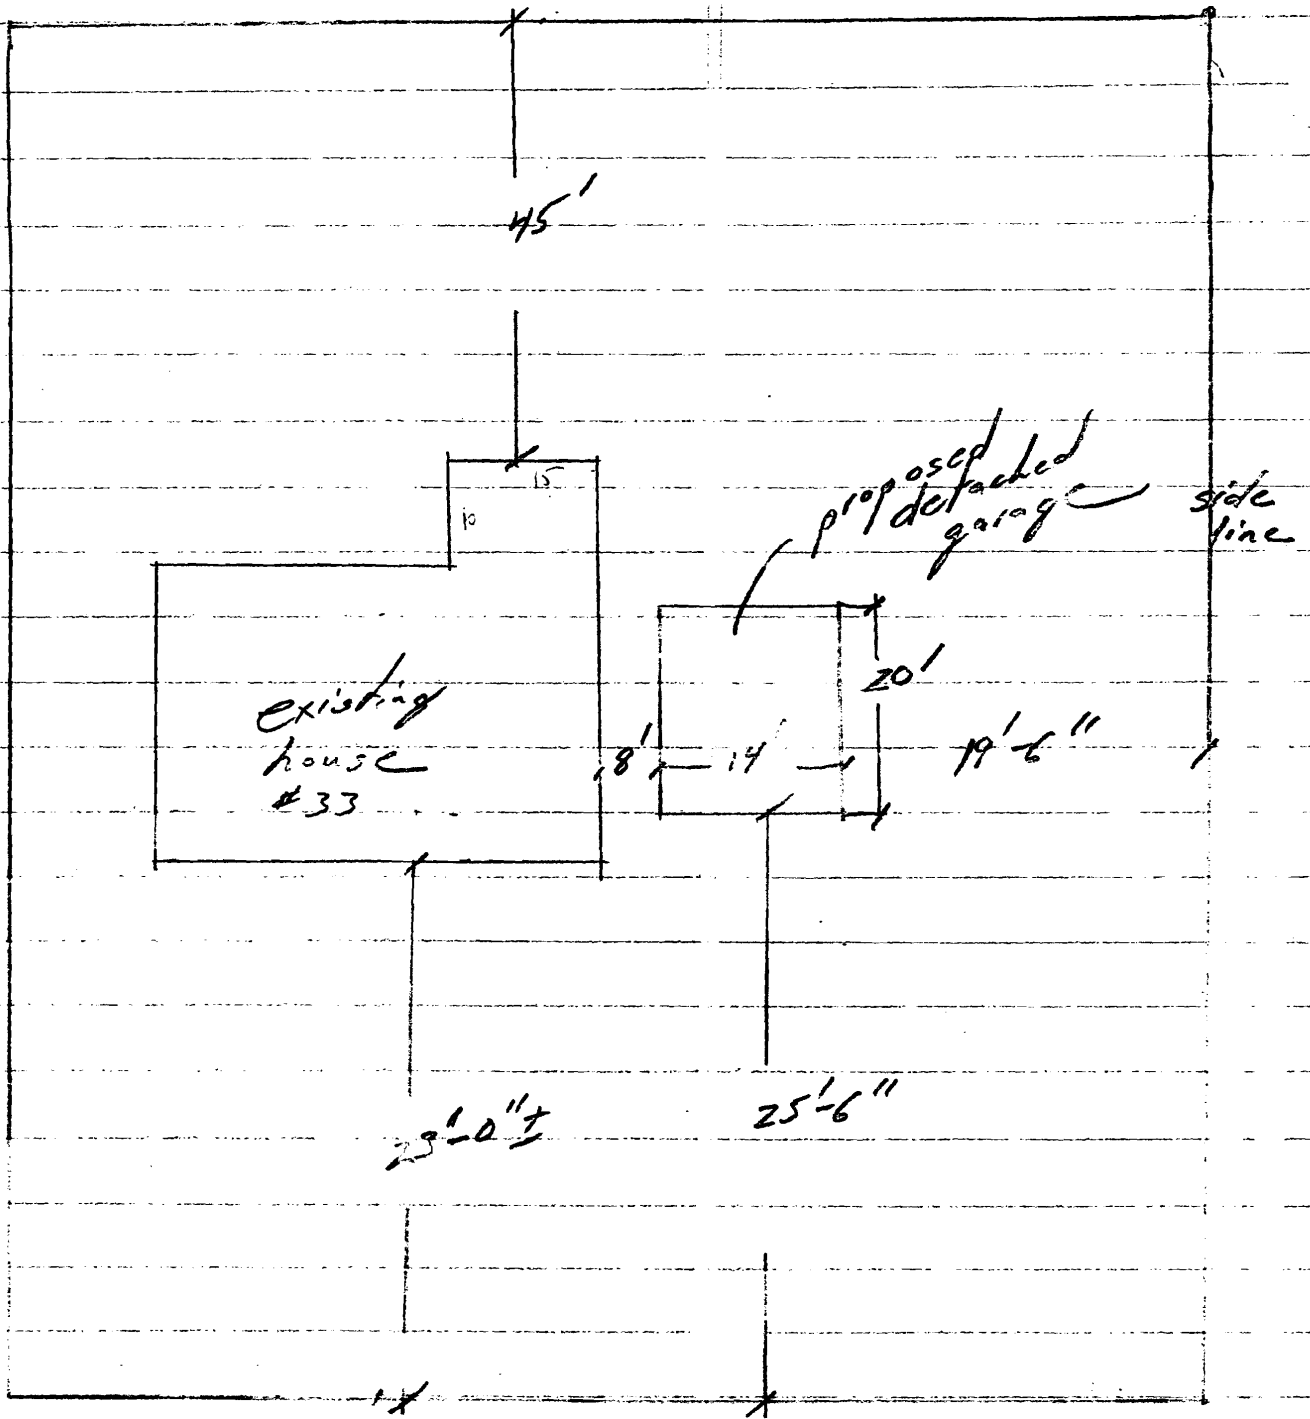 45'
15
10
proposed
detached
garage
side
line
existing
house
#33
20'
8'
14'
19'-6"
23'-0"±
25'-6"